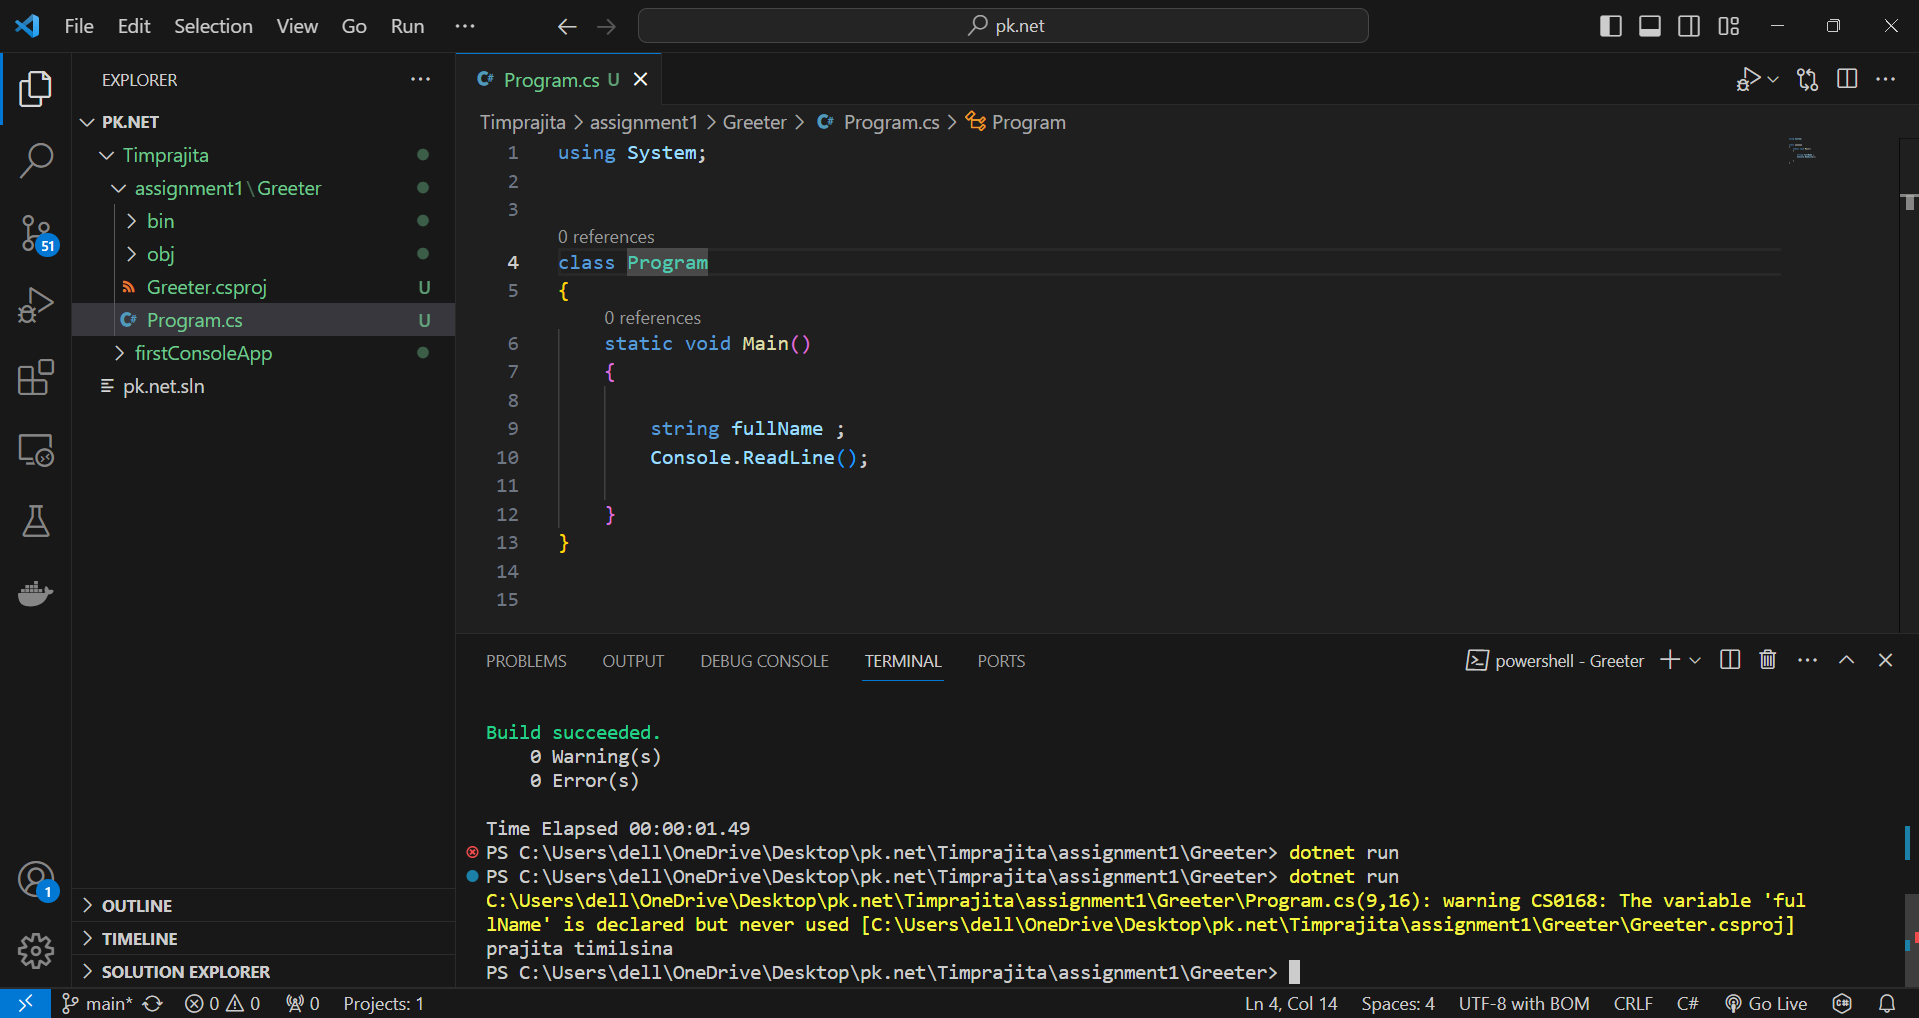 File Edit Selection View Go Run ··· pk.net
EXPLORER ···
PK.NET
Timprajita
assignment1\Greeter
bin
obj
Greeter.csproj U
Program.cs U
firstConsoleApp
pk.net.sln
51
1
OUTLINE
TIMELINE
SOLUTION EXPLORER
C# Program.cs U
Timprajita > assignment1 > Greeter > C# Program.cs > Program
1 using System;
2
3
0 references
4 class Program
5 {
0 references
6 static void Main()
7 {
8
9 string fullName ;
10 Console.ReadLine();
11
12 }
13 }
14
15
PROBLEMS OUTPUT DEBUG CONSOLE TERMINAL PORTS powershell - Greeter
Build succeeded.
0 Warning(s)
0 Error(s)
Time Elapsed 00:00:01.49
PS C:\Users\dell\OneDrive\Desktop\pk.net\Timprajita\assignment1\Greeter> dotnet run
PS C:\Users\dell\OneDrive\Desktop\pk.net\Timprajita\assignment1\Greeter> dotnet run
C:\Users\dell\OneDrive\Desktop\pk.net\Timprajita\assignment1\Greeter\Program.cs(9,16): warning CS0168: The variable 'ful
lName' is declared but never used [C:\Users\dell\OneDrive\Desktop\pk.net\Timprajita\assignment1\Greeter\Greeter.csproj]
prajita timilsina
PS C:\Users\dell\OneDrive\Desktop\pk.net\Timprajita\assignment1\Greeter>
main* 0 0 0 Projects: 1 Ln 4, Col 14 Spaces: 4 UTF-8 with BOM CRLF C# Go Live